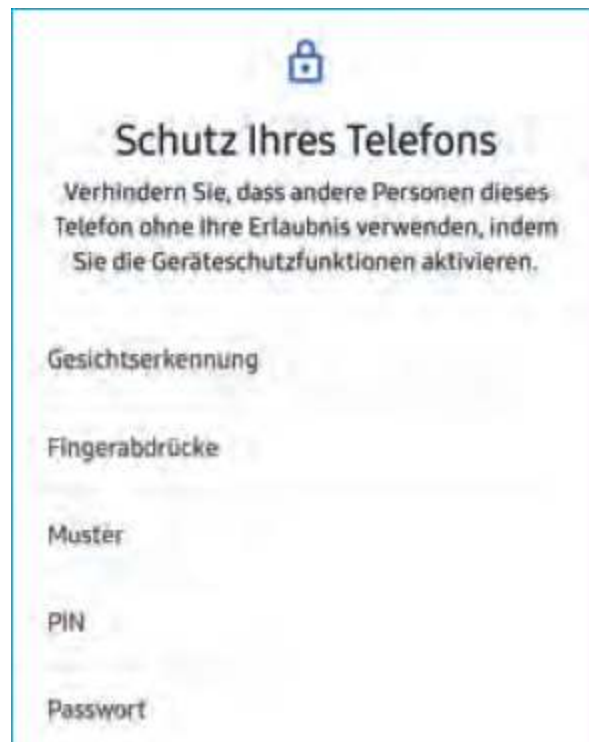 Schutz Ihres Telefons
Verhindern Sie, dass andere Personen dieses
Telefon ohne Ihre Erlaubnis verwenden, indem
Sie die Geräteschutzfunktionen aktivieren.
Gesichtserkennung
Fingerabdrücke
Muster
PIN
Passwort